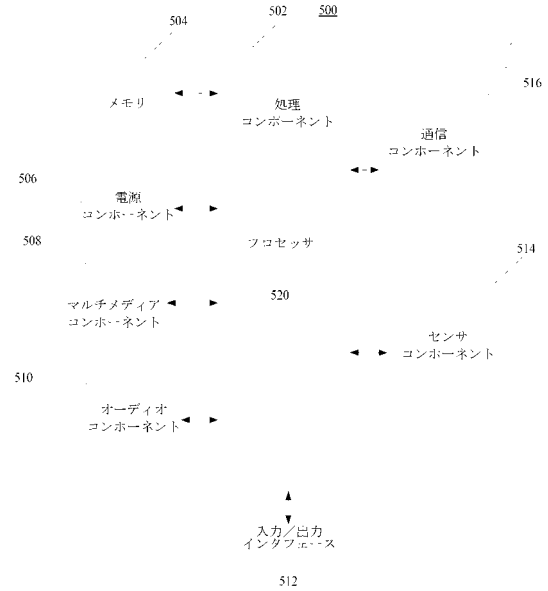 504
502
500
516
メモリ
処理
コンポーネント
通信
コンポーネント
506
電源
コンポーネント
508
プロセッサ
514
520
マルチメディア
コンポーネント
センサ
コンポーネント
510
オーディオ
コンポーネント
入力／出力
インタフェース
512